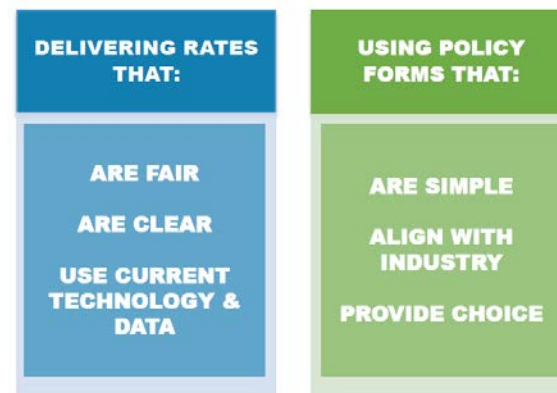 DELIVERING RATES
THAT:
ARE FAIR
ARE CLEAR
USE CURRENT
TECHNOLOGY &
DATA
USING POLICY
FORMS THAT:
ARE SIMPLE
ALIGN WITH
INDUSTRY
PROVIDE CHOICE